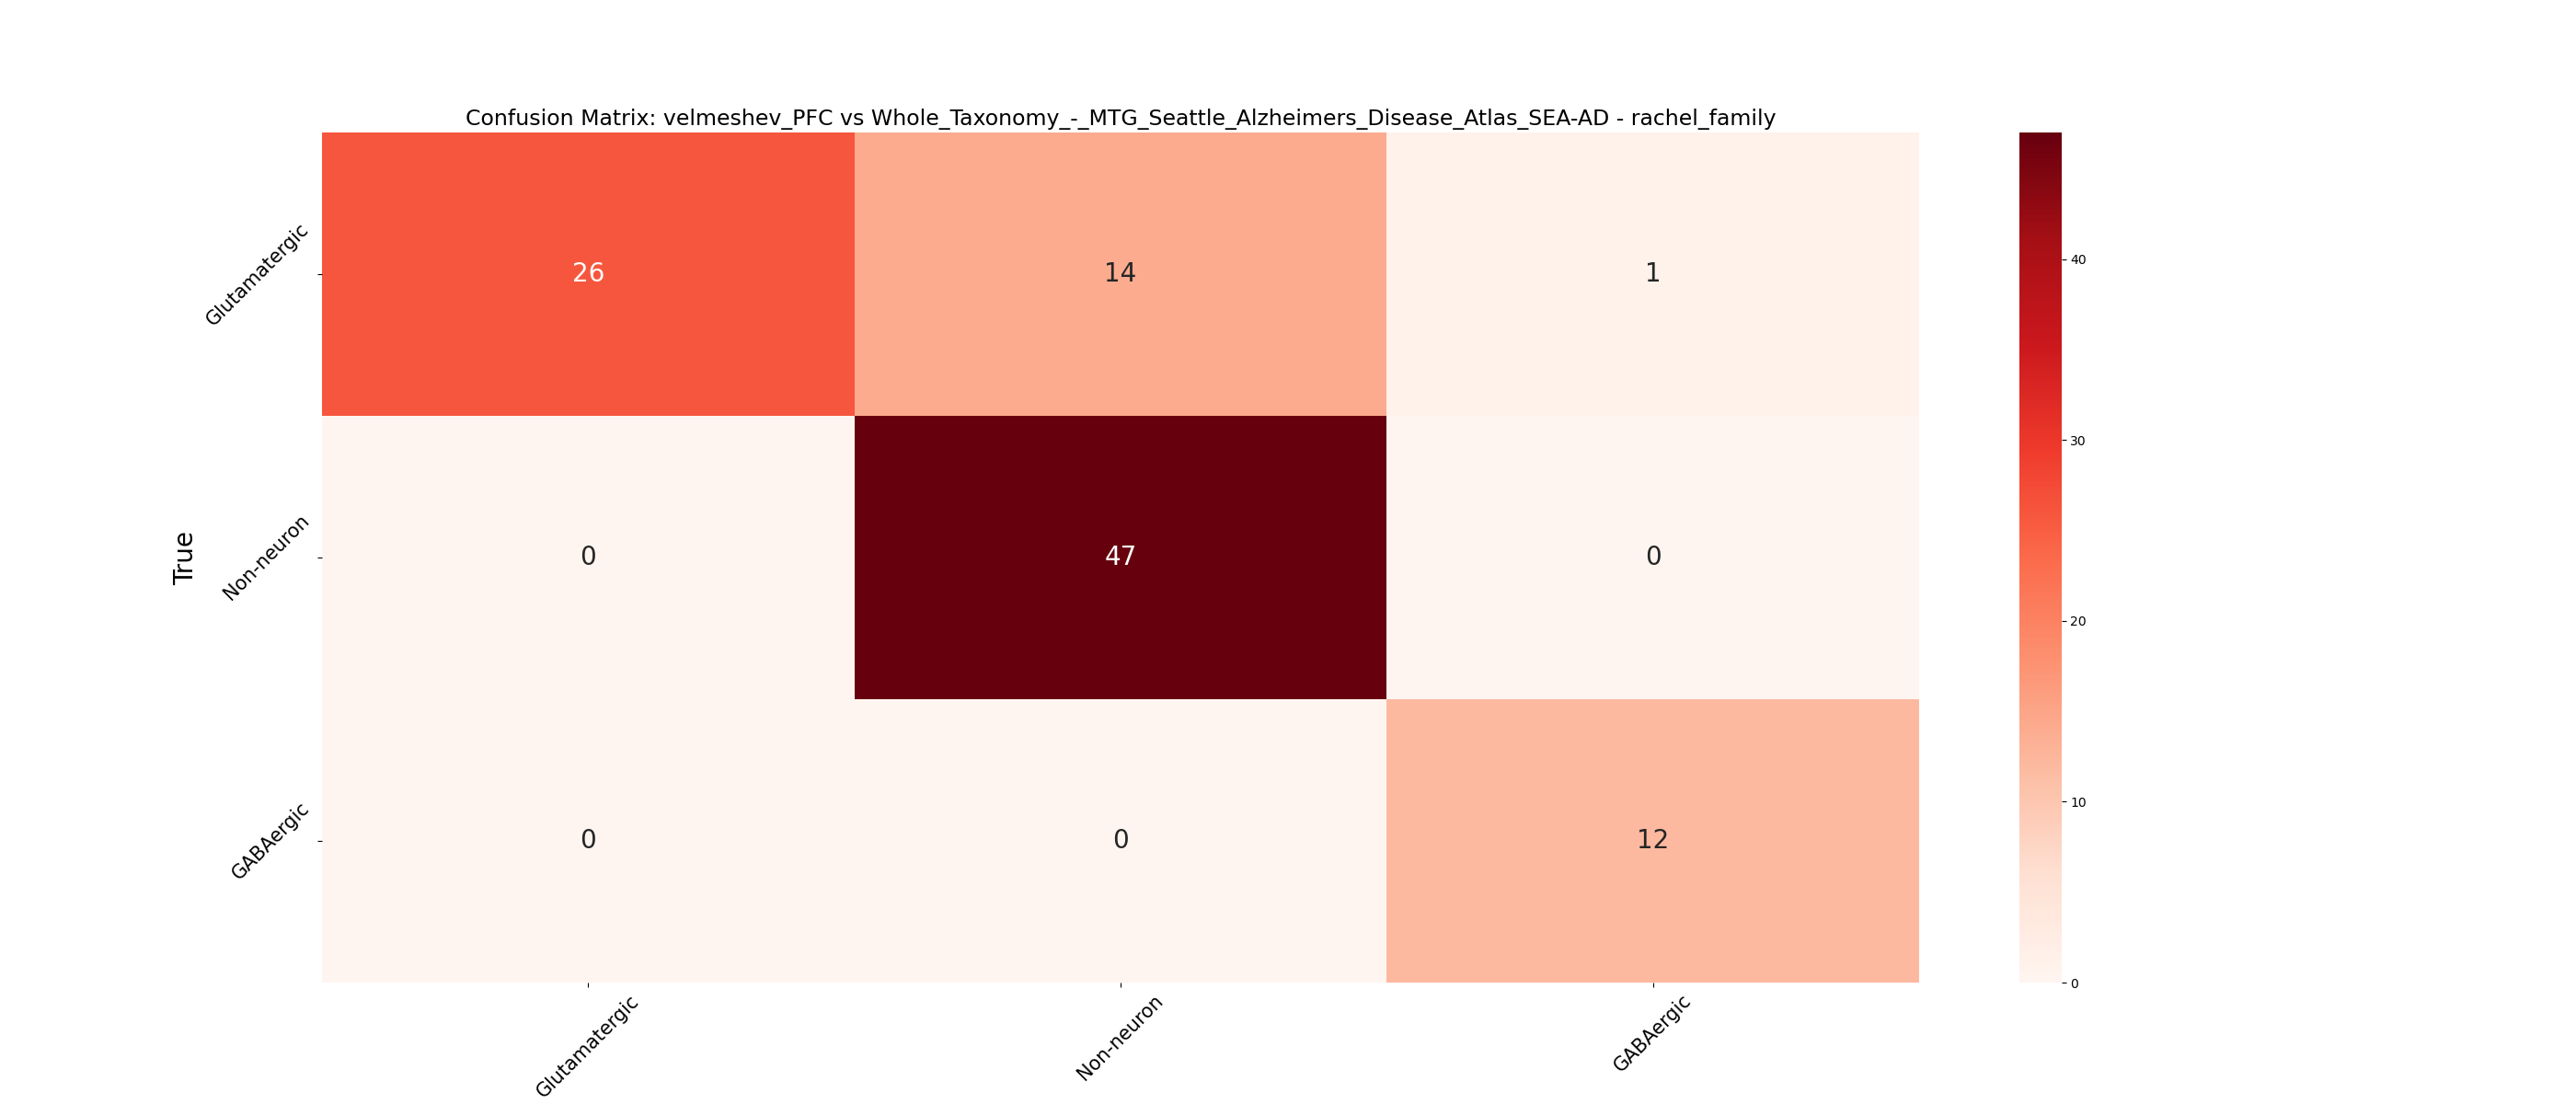 Confusion Matrix: velmeshev_PFC vs Whole_Taxonomy_-_MTG_Seattle_Alzheimers_Disease_Atlas_SEA-AD - rachel_family
Glutamatergic
26
14
1
40
30
True
Non-neuron
0
47
0
20
10
GABAergic
0
0
12
0
Glutamatergic
Non-neuron
GABAergic